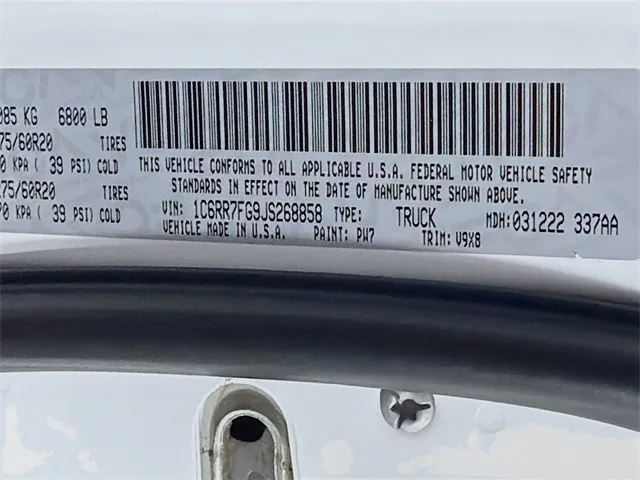 085 KG 6800 LB
75/60R20 TIRES
0 KPA ( 39 PSI) COLD
75/60R20 TIRES
0 KPA ( 39 PSI) COLD
THIS VEHICLE CONFORMS TO ALL APPLICABLE U.S.A. FEDERAL MOTOR VEHICLE SAFETY
STANDARDS IN EFFECT ON THE DATE OF MANUFACTURE SHOWN ABOVE.
VIN: 1C6RR7FG9JS268858 TYPE: TRUCK MDH: 031222 337AA
VEHICLE MADE IN U.S.A. PAINT: PW7 TRIM: V9X8